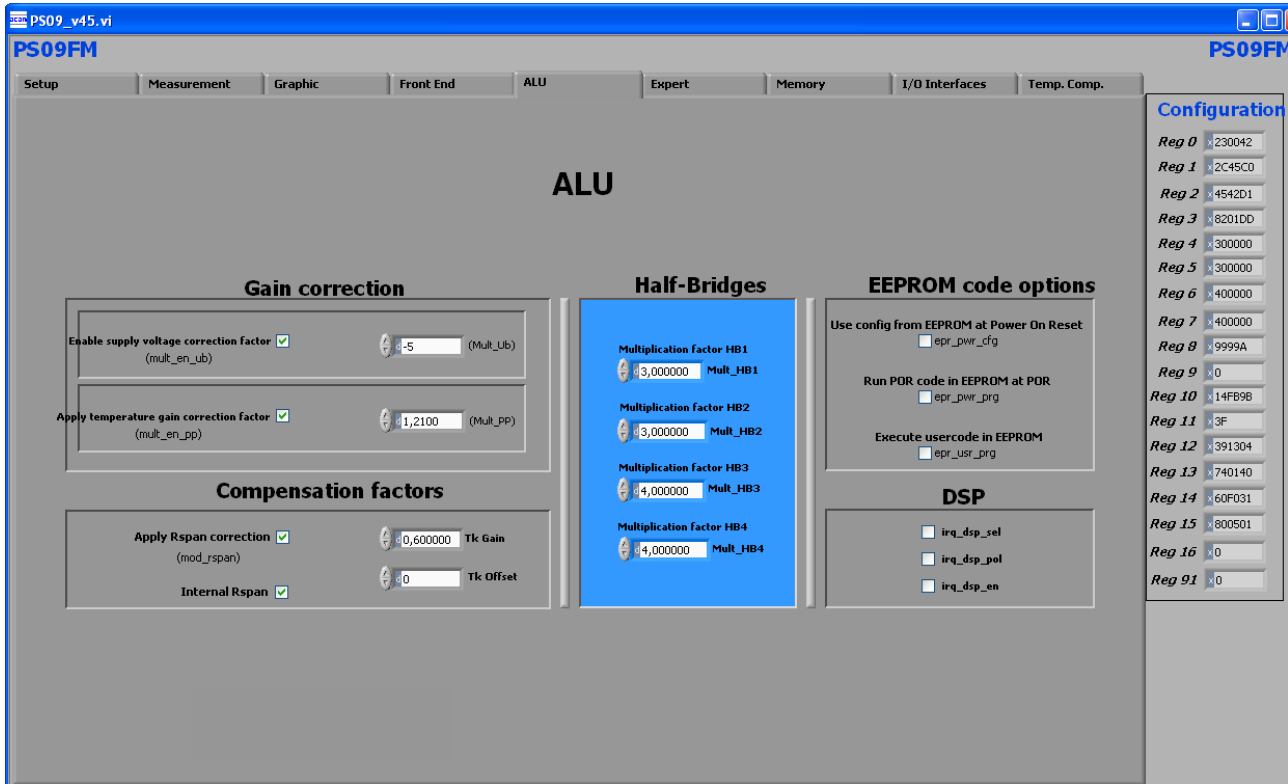 acam PS09_v45.vi
PS09FM
PS09FM
Setup Measurement Graphic Front End ALU Expert Memory I/O Interfaces Temp. Comp.
ALU
Gain correction
Enable supply voltage correction factor
(mult_en_ub)
d -5 (Mult_Ub)
Apply temperature gain correction factor
(mult_en_pp)
d 1,2100 (Mult_PP)
Compensation factors
Apply Rspan correction
(mod_rspan)
d 0,600000 Tk Gain
Internal Rspan
d 0 Tk Offset
Half-Bridges
Multiplication factor HB1
d 3,000000 Mult_HB1
Multiplication factor HB2
d 3,000000 Mult_HB2
Multiplication factor HB3
d 4,000000 Mult_HB3
Multiplication factor HB4
d 4,000000 Mult_HB4
EEPROM code options
Use config from EEPROM at Power On Reset
epr_pwr_cfg
Run POR code in EEPROM at POR
epr_pwr_prg
Execute usercode in EEPROM
epr_usr_prg
DSP
irq_dsp_sel
irq_dsp_pol
irq_dsp_en
Configuration
Reg 0 x 230042
Reg 1 x 2C45C0
Reg 2 x 4542D1
Reg 3 x 8201DD
Reg 4 x 300000
Reg 5 x 300000
Reg 6 x 400000
Reg 7 x 400000
Reg 8 x 9999A
Reg 9 x 0
Reg 10 x 14FB9B
Reg 11 x 3F
Reg 12 x 391304
Reg 13 x 740140
Reg 14 x 60F031
Reg 15 x 800501
Reg 16 x 0
Reg 91 x 0